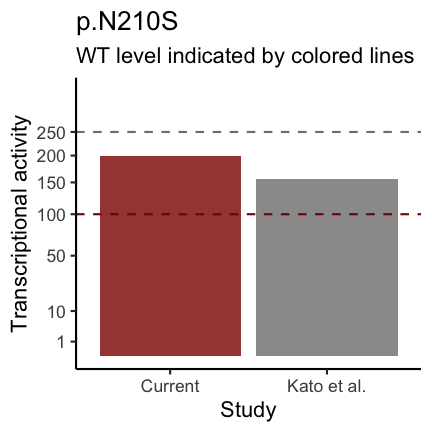 p.N210S
WT level indicated by colored lines
Transcriptional activity
250
200
150
100
50
10
1
Current
Kato et al.
Study